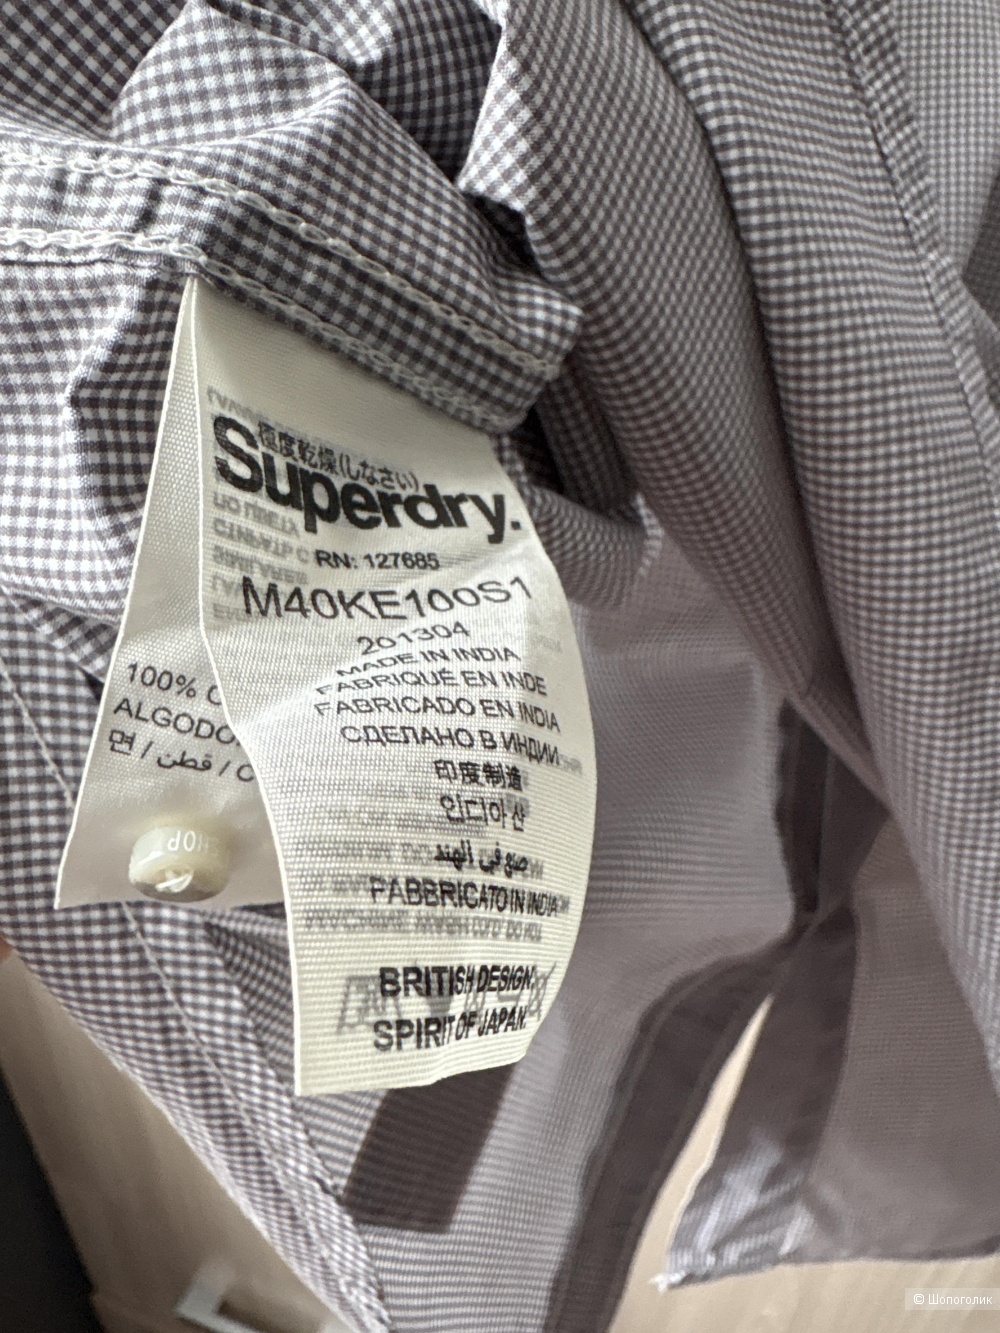 極度乾燥(しなさい)
Superdry.
RN: 127685
M40KE100S1
201304
MADE IN INDIA
FABRIQUÉ EN INDE
FABRICADO EN INDIA
СДЕЛАНО В ИНДИИ
印度制造
인디아 산
صنع في الهند
FABBRICATO IN INDIA
BRITISH DESIGN.
SPIRIT OF JAPAN.
100% C
ALGODO
면 / قطن / C
© Шопоголик